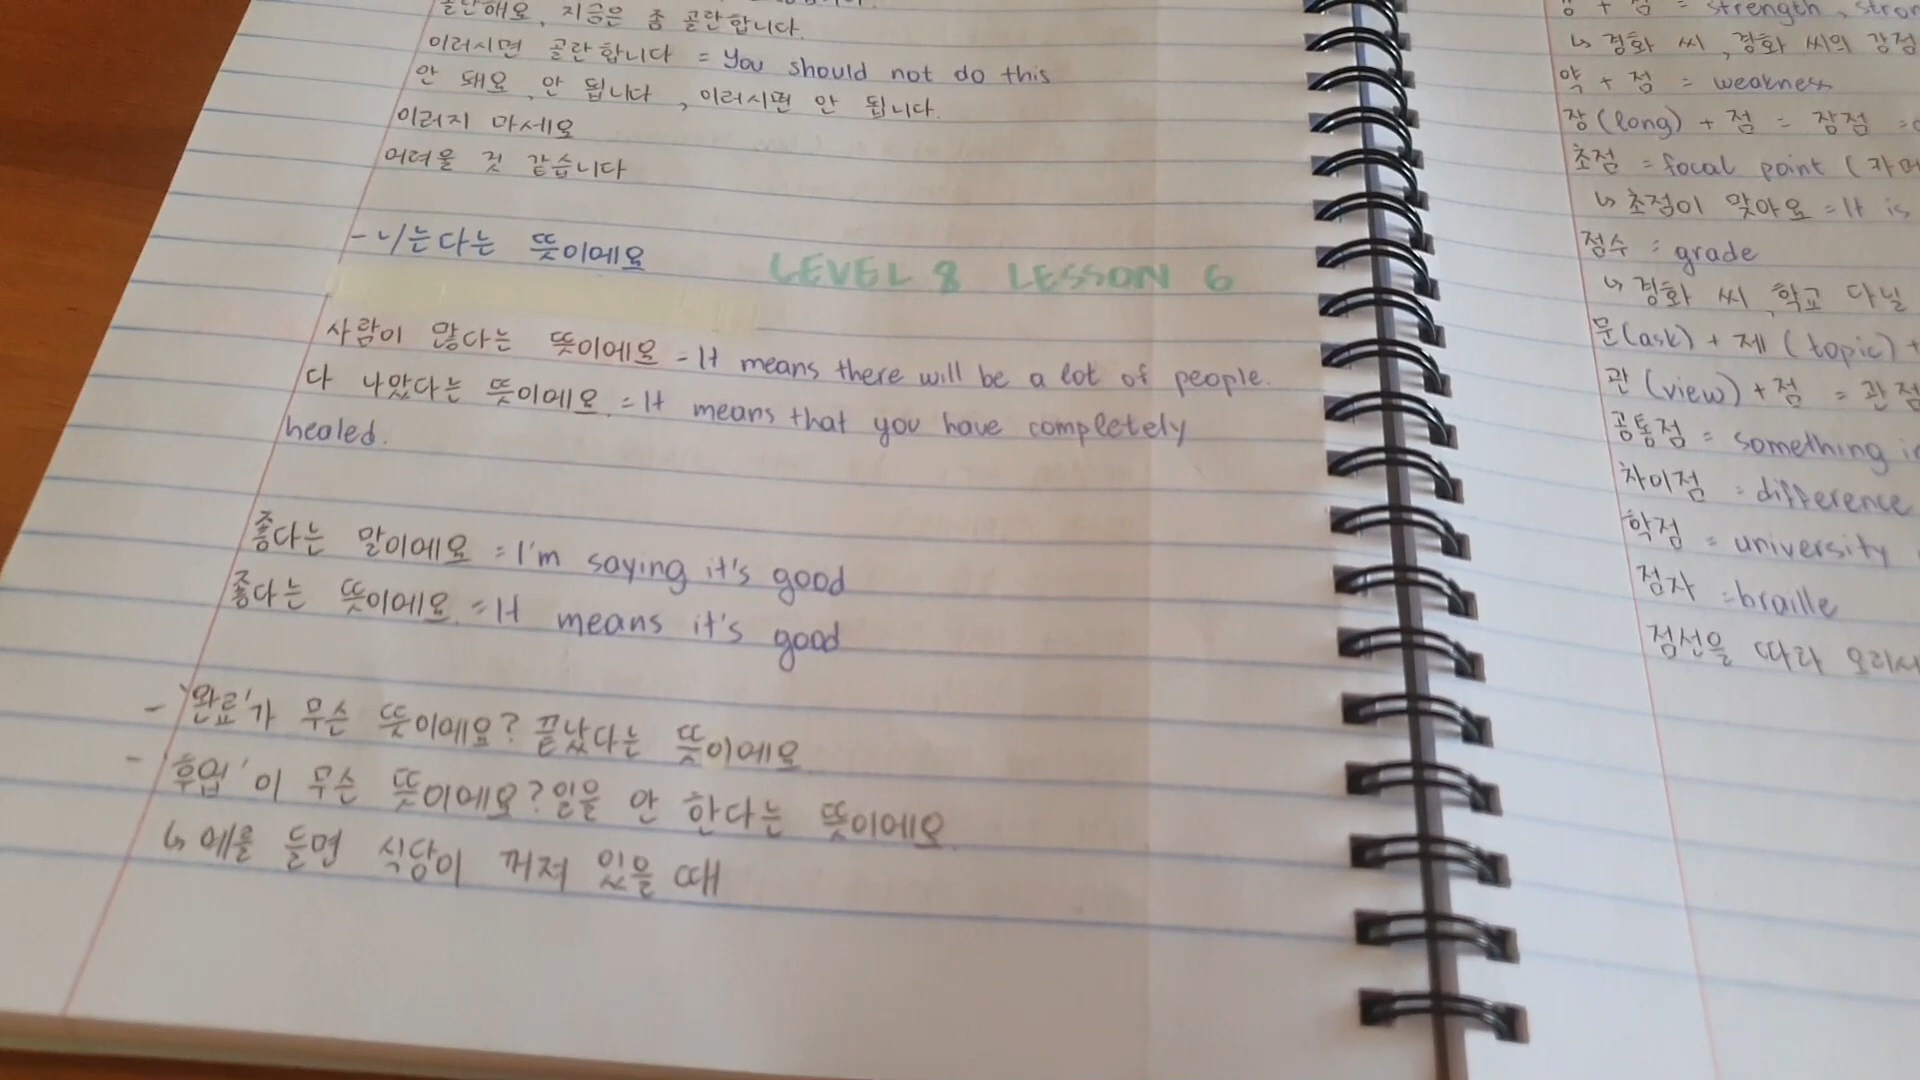 지금은 좀 곤란합니다.
이러시면 곤란합니다 = You should not do this
안 돼요, 안 됩니다, 이러시면 안 됩니다.
이러지 마세요
어려울 것 같습니다
- ㄴ/는다는 뜻이에요
LEVEL 8 LESSON 6
사람이 많다는 뜻이에요 = It means there will be a lot of people.
다 나았다는 뜻이에요. = It means that you have completely
healed.
좋다는 말이에요 = I'm saying it's good
좋다는 뜻이에요. = It means it's good
- '완료'가 무슨 뜻이에요? 끝났다는 뜻이에요
- '휴업'이 무슨 뜻이에요? 일을 안 한다는 뜻이에요.
↳ 에를 들면 식당이 꺼져 있을 때
+ 점 = strength,
↳ 경화 씨, 경화 씨의 강점
약 + 점 = weakness
장(long) + 점 = 장점 =
초점 = focal point (
↳ 초점이 맞아요 = It is
점수 = grade
↳ 경화 씨, 학교 다닐
문(ask) + 제(topic) +
관(view) + 점 = 관점
공통점 = something
차이점 = difference
학점 = university
점자 = braille
점선을 따라